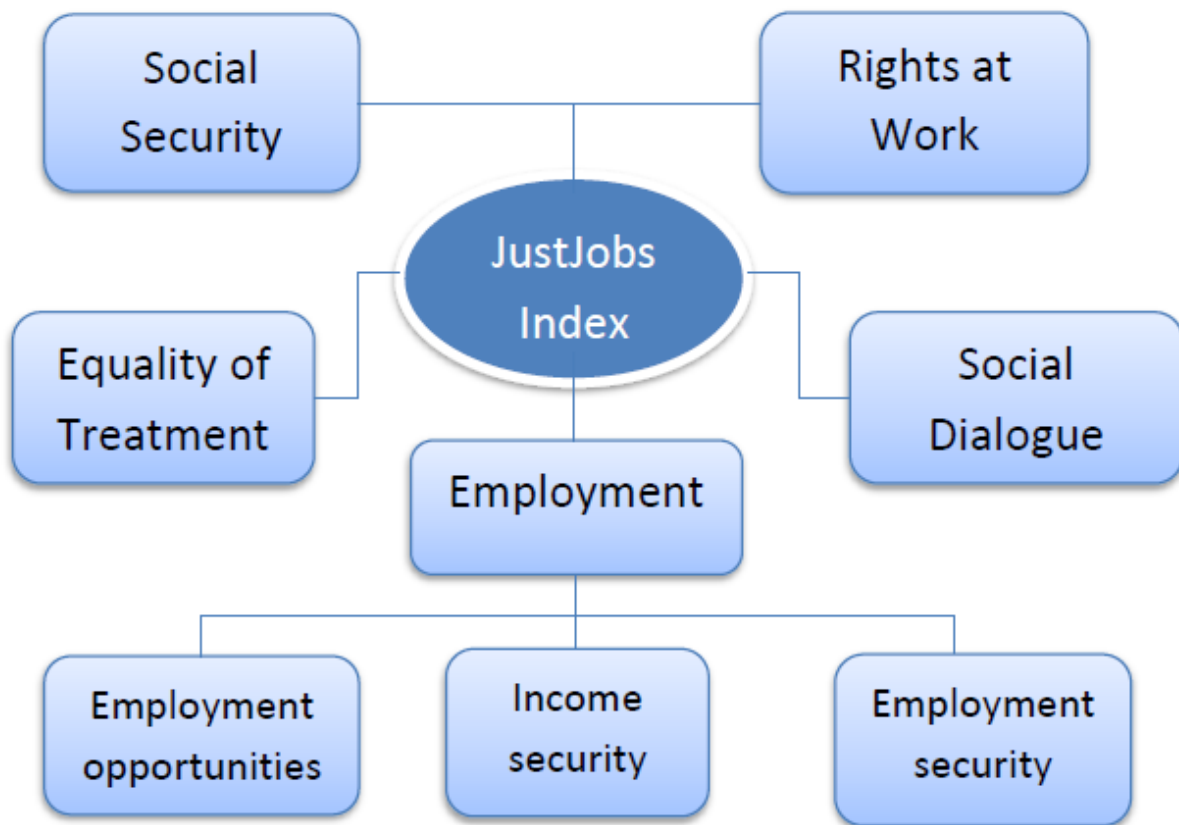 Social
Security
Rights at
Work
JustJobs
Index
Equality of
Treatment
Social
Dialogue
Employment
Employment
opportunities
Income
security
Employment
security